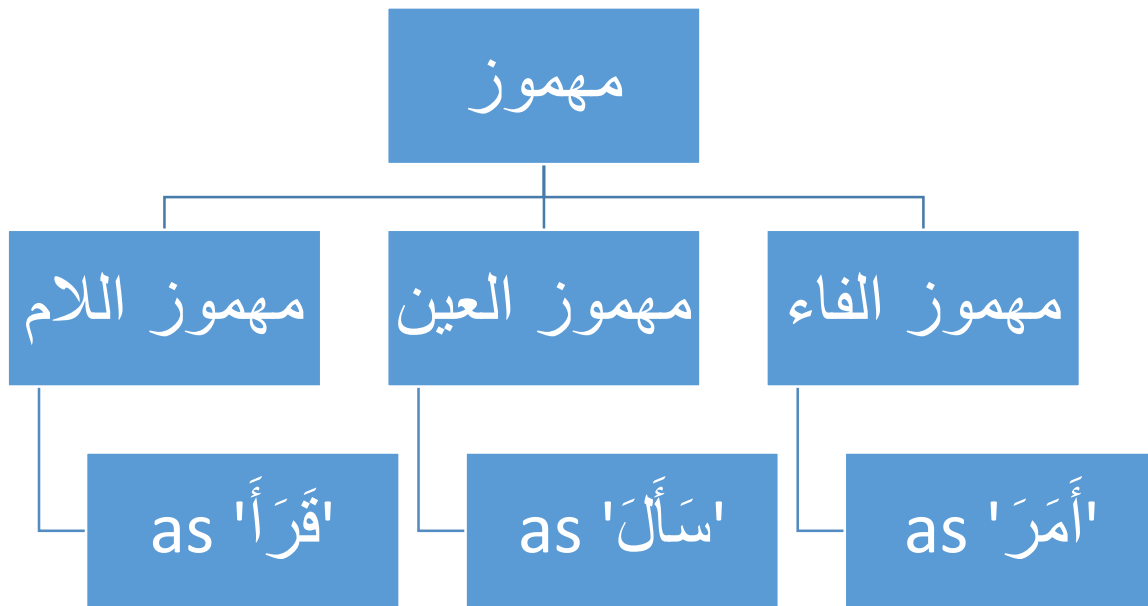 مهموز
مهموز الفاء
مهموز العين
مهموز اللام
as 'أَمَرَ'
as 'سَأَلَ'
as 'قَرَأَ'